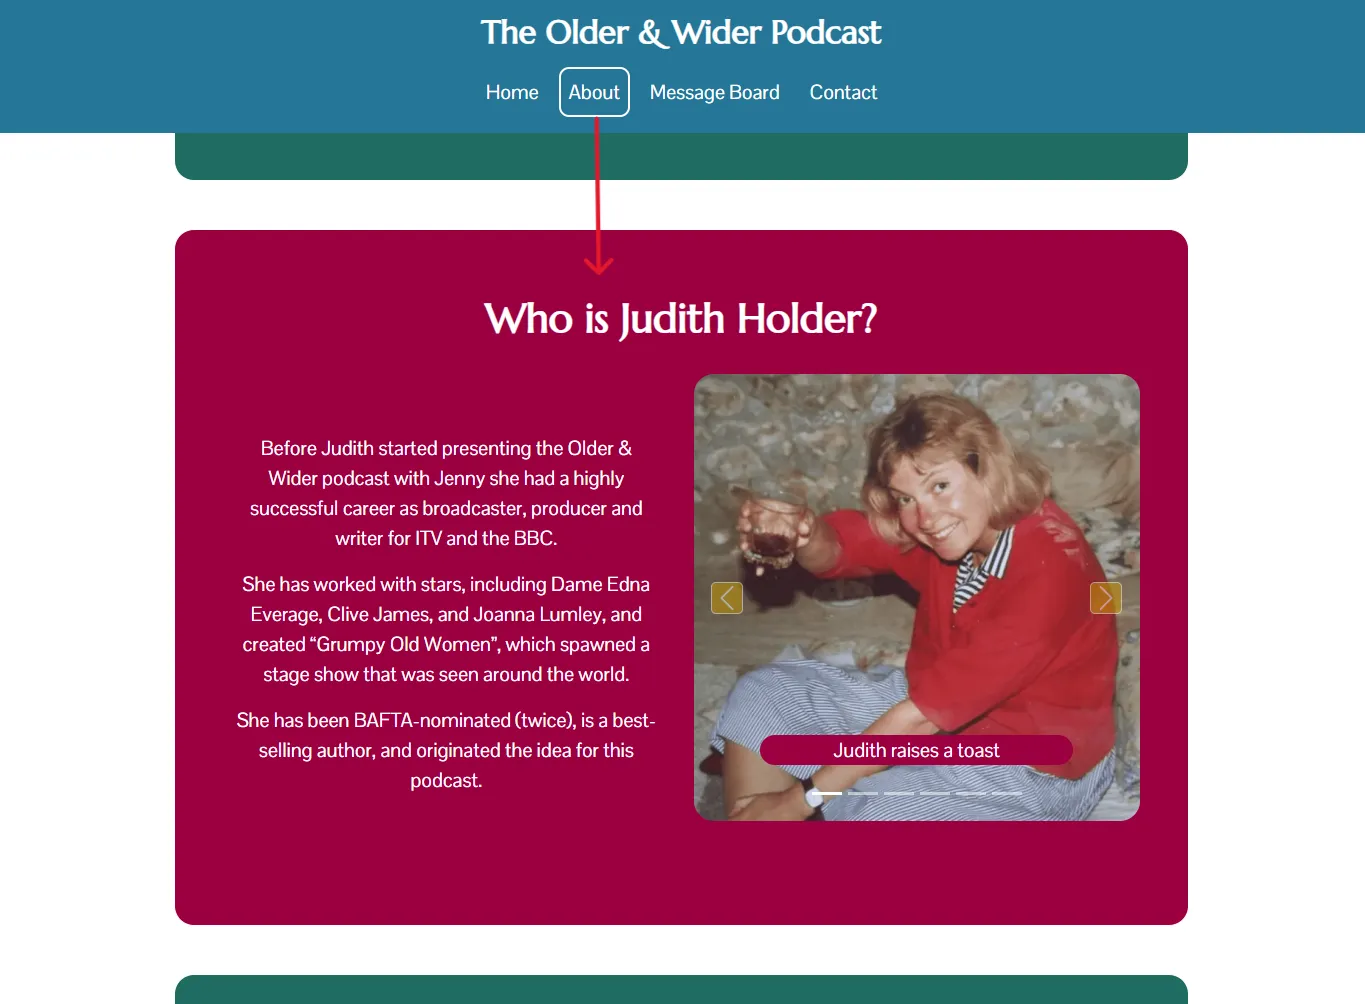 The Older & Wider Podcast
Home About Message Board Contact
Who is Judith Holder?
Before Judith started presenting the Older &
Wider podcast with Jenny she had a highly
successful career as broadcaster, producer and
writer for ITV and the BBC.
She has worked with stars, including Dame Edna
Everage, Clive James, and Joanna Lumley, and
created “Grumpy Old Women”, which spawned a
stage show that was seen around the world.
She has been BAFTA-nominated (twice), is a best-
selling author, and originated the idea for this
podcast.
Judith raises a toast